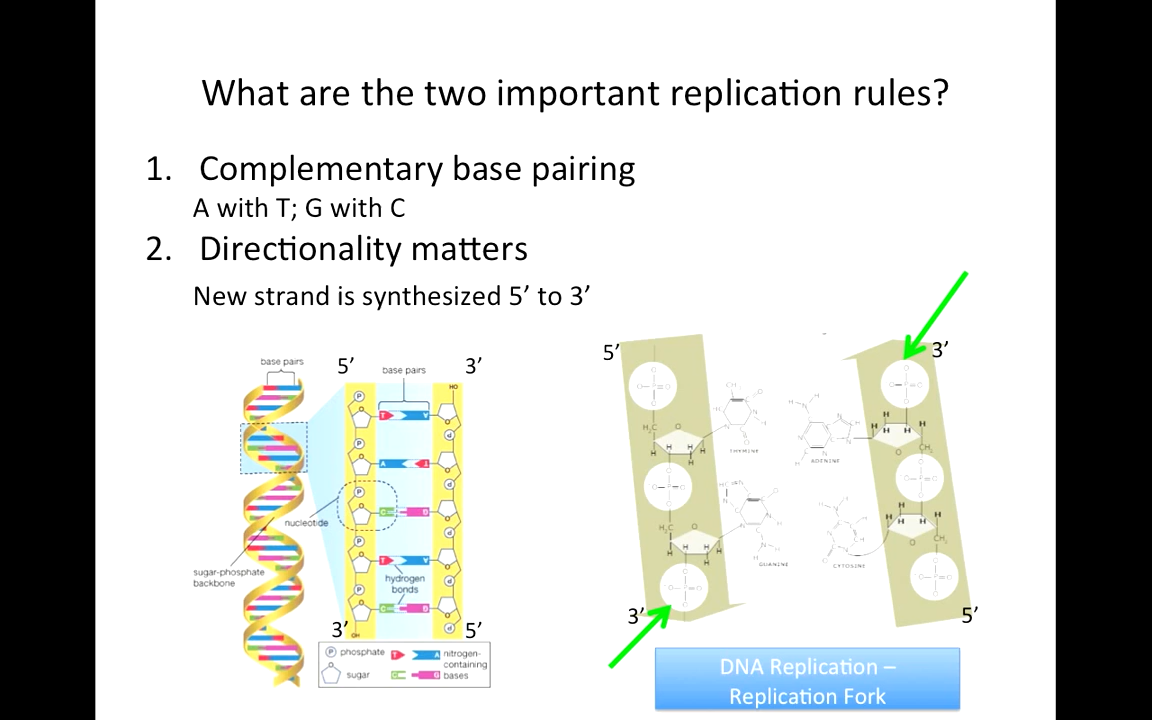 What are the two important replication rules?
1. Complementary base pairing
A with T; G with C
2. Directionality matters
New strand is synthesized 5’ to 3’
base pairs
5’
base pairs
3’
HO
P
T
A
P
A
T
P
C
G
nucleotide
P
T
A
sugar-phosphate
backbone
hydrogen
bonds
P
C
G
3’
OH
5’
P phosphate
T A nitrogen-
containing
sugar
C G bases
5’
3’
THYMINE
ADENINE
GUANINE
CYTOSINE
3’
5’
DNA Replication –
Replication Fork